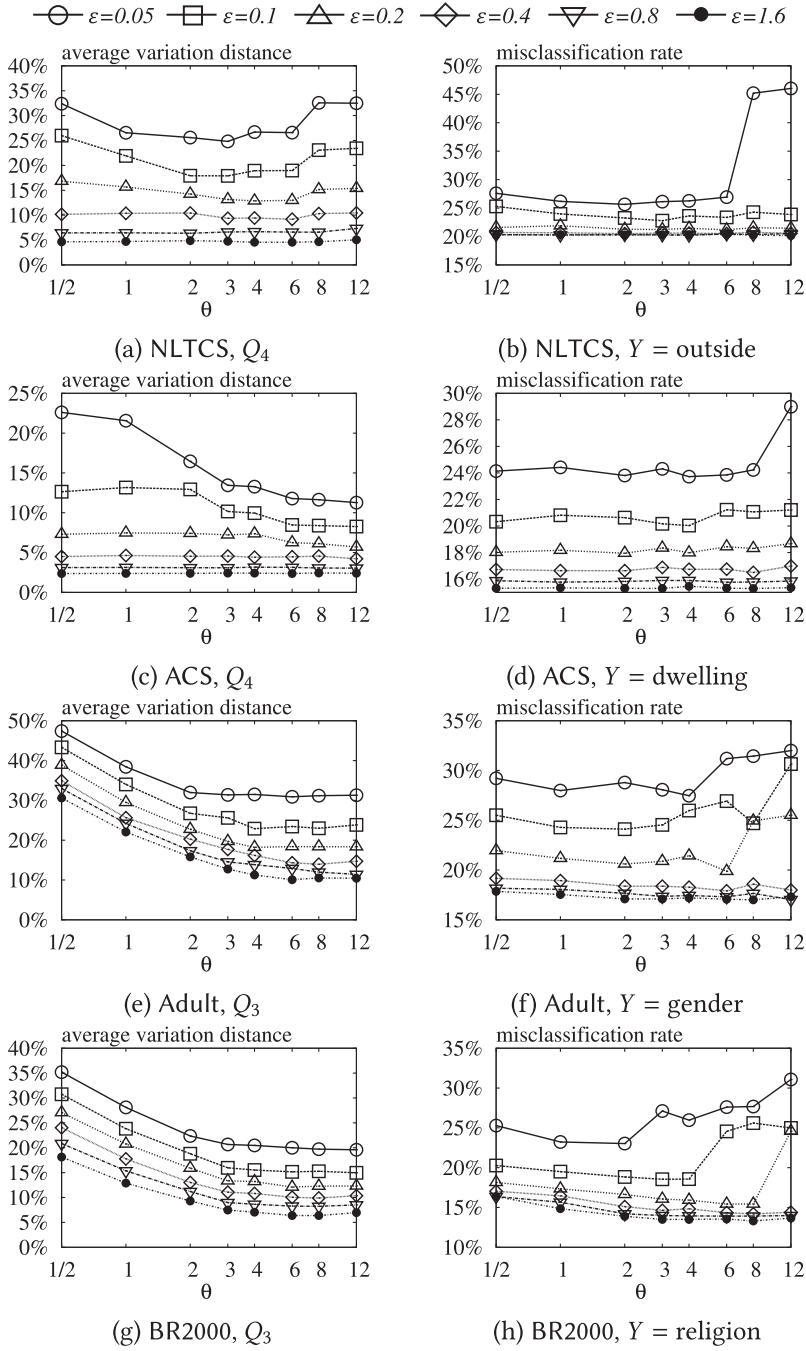 ε=0.05 ε=0.1 ε=0.2 ε=0.4 ε=0.8 ε=1.6
average variation distance
40%
35%
30%
25%
20%
15%
10%
5%
0%
1/2 1 2 3 4 6 8 12
θ
(a) NLTCS, Q4
misclassification rate
50%
45%
40%
35%
30%
25%
20%
15%
1/2 1 2 3 4 6 8 12
θ
(b) NLTCS, Y = outside
average variation distance
25%
20%
15%
10%
5%
0%
1/2 1 2 3 4 6 8 12
θ
(c) ACS, Q4
misclassification rate
30%
28%
26%
24%
22%
20%
18%
16%
1/2 1 2 3 4 6 8 12
θ
(d) ACS, Y = dwelling
average variation distance
50%
40%
30%
20%
10%
0%
1/2 1 2 3 4 6 8 12
θ
(e) Adult, Q3
misclassification rate
35%
30%
25%
20%
15%
1/2 1 2 3 4 6 8 12
θ
(f) Adult, Y = gender
average variation distance
40%
35%
30%
25%
20%
15%
10%
5%
0%
1/2 1 2 3 4 6 8 12
θ
(g) BR2000, Q3
misclassification rate
35%
30%
25%
20%
15%
10%
1/2 1 2 3 4 6 8 12
θ
(h) BR2000, Y = religion